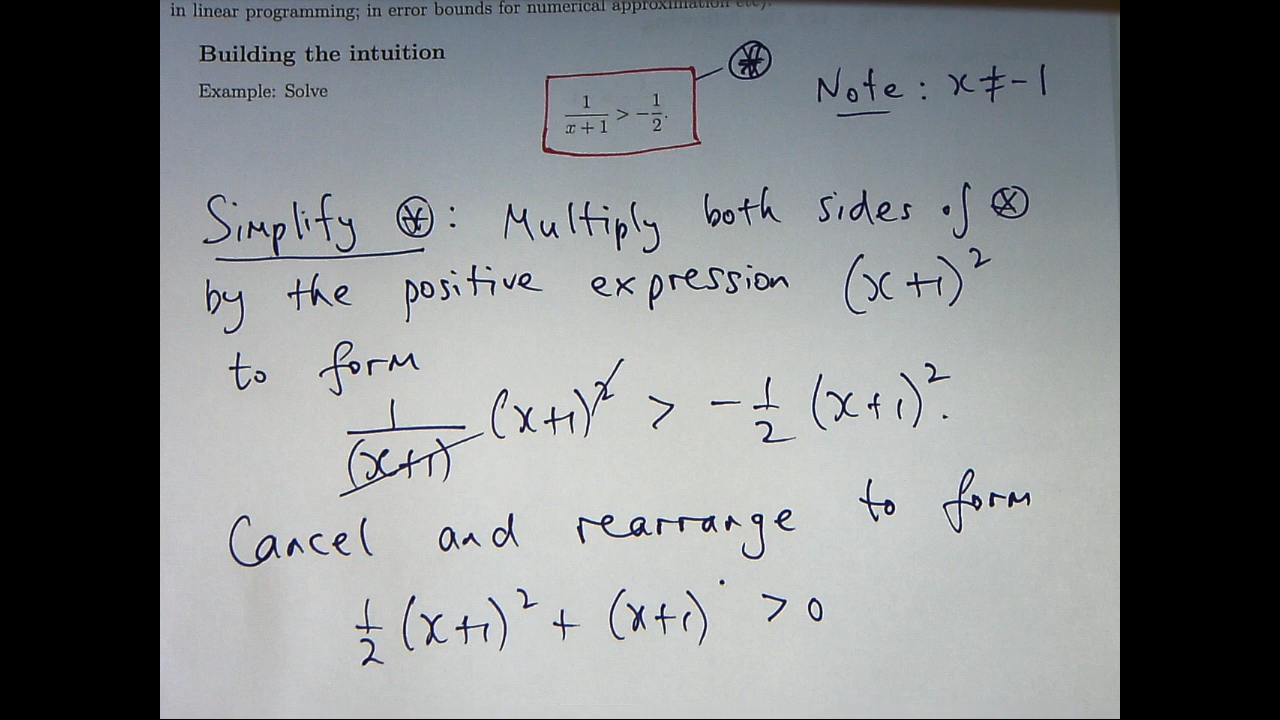 in linear programming; in error bounds for numerical approximation etc).
Building the intuition
Example: Solve
1/(x + 1) > -1/2.
⊛
Note: x ≠ -1
Simplify ⊛: Multiply both sides of ⊛
by the positive expression (x+1)²
to form
1/(x+1) (x+1)² > -1/2 (x+1)².
Cancel and rearrange to form
1/2 (x+1)² + (x+1) > 0